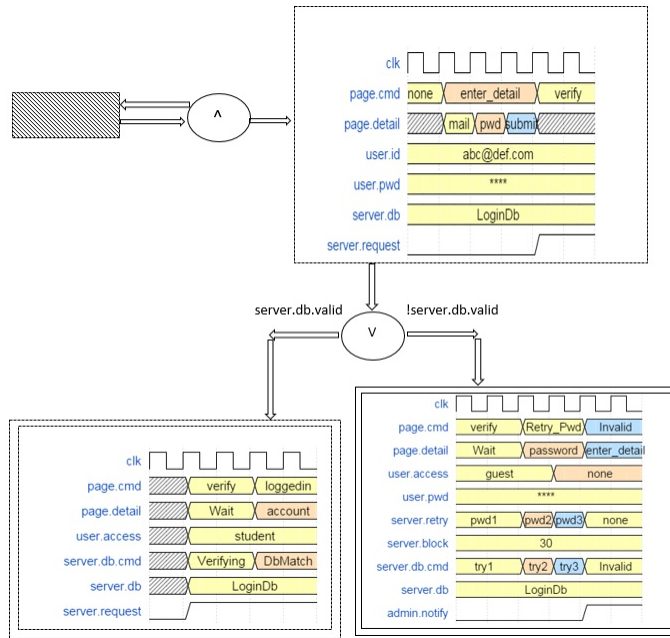 clk
page.cmd none enter_detail verify
^ page.detail mail pwd submit
user.id abc@def.com
user.pwd ****
server.db LoginDb
server.request
server.db.valid !server.db.valid
V
clk
page.cmd verify Retry_Pwd Invalid
page.detail Wait password enter_detail
user.access guest none
user.pwd ****
server.retry pwd1 pwd2 pwd3 none
server.block 30
server.db.cmd try1 try2 try3 Invalid
server.db LoginDb
admin.notify
clk
page.cmd verify loggedin
page.detail Wait account
user.access student
server.db.cmd Verifying DbMatch
server.db LoginDb
server.request